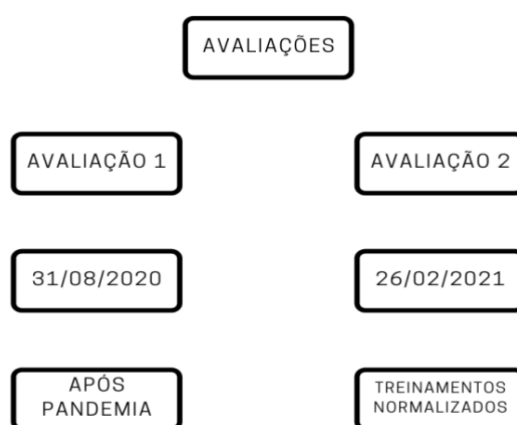 AVALIAÇÕES
AVALIAÇÃO 1
AVALIAÇÃO 2
31/08/2020
26/02/2021
APÓS
PANDEMIA
TREINAMENTOS
NORMALIZADOS